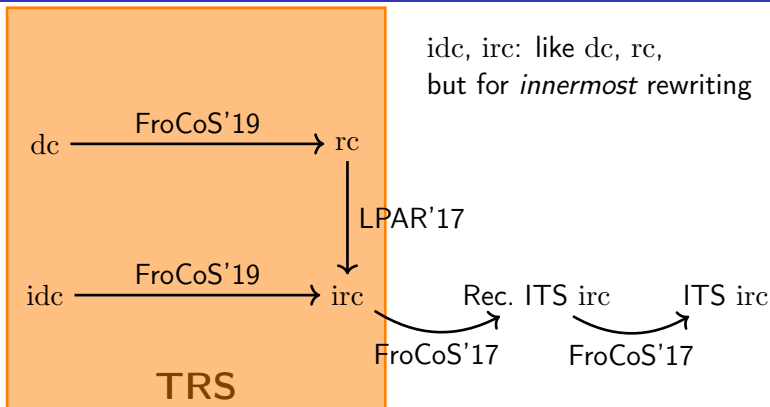 idc, irc: like dc, rc,
but for innermost rewriting
FroCoS'19
dc rc
LPAR'17
FroCoS'19
idc irc Rec. ITS irc ITS irc
FroCoS'17 FroCoS'17
TRS